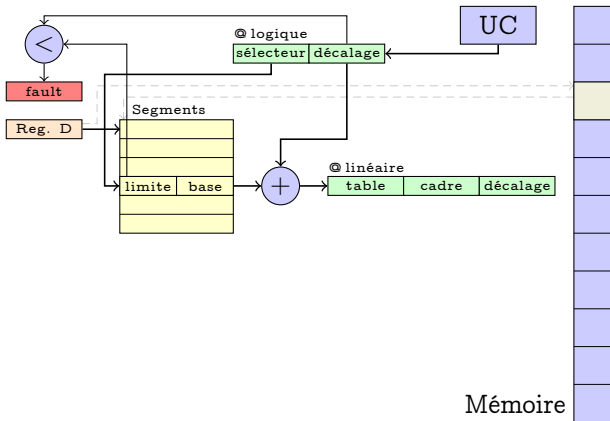 UC
@ logique
<
sélecteur décalage
fault
Segments
Reg. D
@ linéaire
limite base
+
table cadre décalage
Mémoire